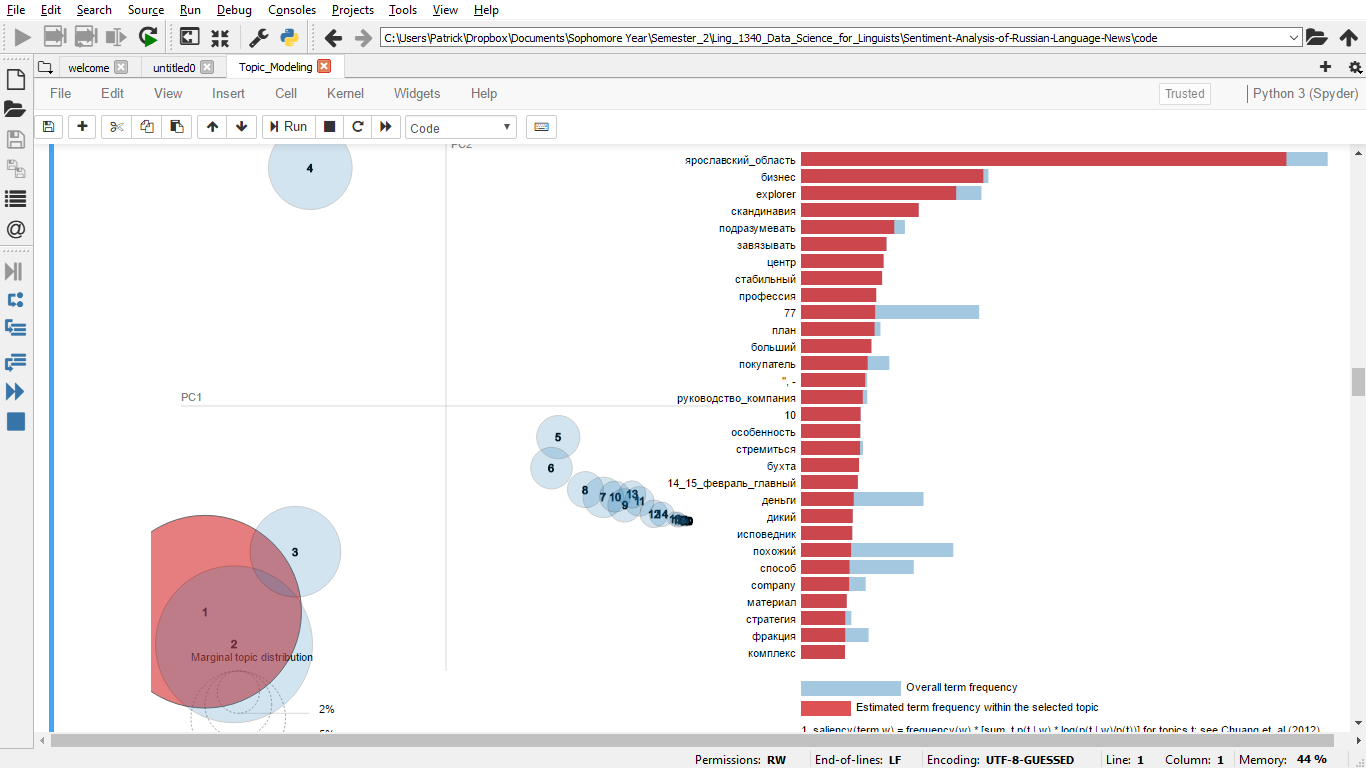 File Edit Search Source Run Debug Consoles Projects Tools View Help
C:\Users\Patrick\Dropbox\Documents\Sophomore Year\Semester_2\Ling_1340_Data_Science_for_Linguists\Sentiment-Analysis-of-Russian-Language-News\code
welcome untitled0 Topic_Modeling
File Edit View Insert Cell Kernel Widgets Help Trusted Python 3 (Spyder)
Run Code
PC2
4
PC1
5
6
8 7 10 9 13 11
12 14
3
1
2
Marginal topic distribution
2%
ярославский_область
бизнес
explorer
скандинавия
подразумевать
завязывать
центр
стабильный
профессия
77
план
больший
покупатель
", -
руководство_компания
10
особенность
стремиться
бухта
14_15_февраль_главный
деньги
дикий
исповедник
похожий
способ
company
материал
стратегия
фракция
комплекс
Overall term frequency
Estimated term frequency within the selected topic
1. saliency(term w) = frequency(w) * [sum_t p(t | w) * log(p(t | w)/p(t))] for topics t; see Chuang et. al (2012)
Permissions: RW End-of-lines: LF Encoding: UTF-8-GUESSED Line: 1 Column: 1 Memory: 44 %